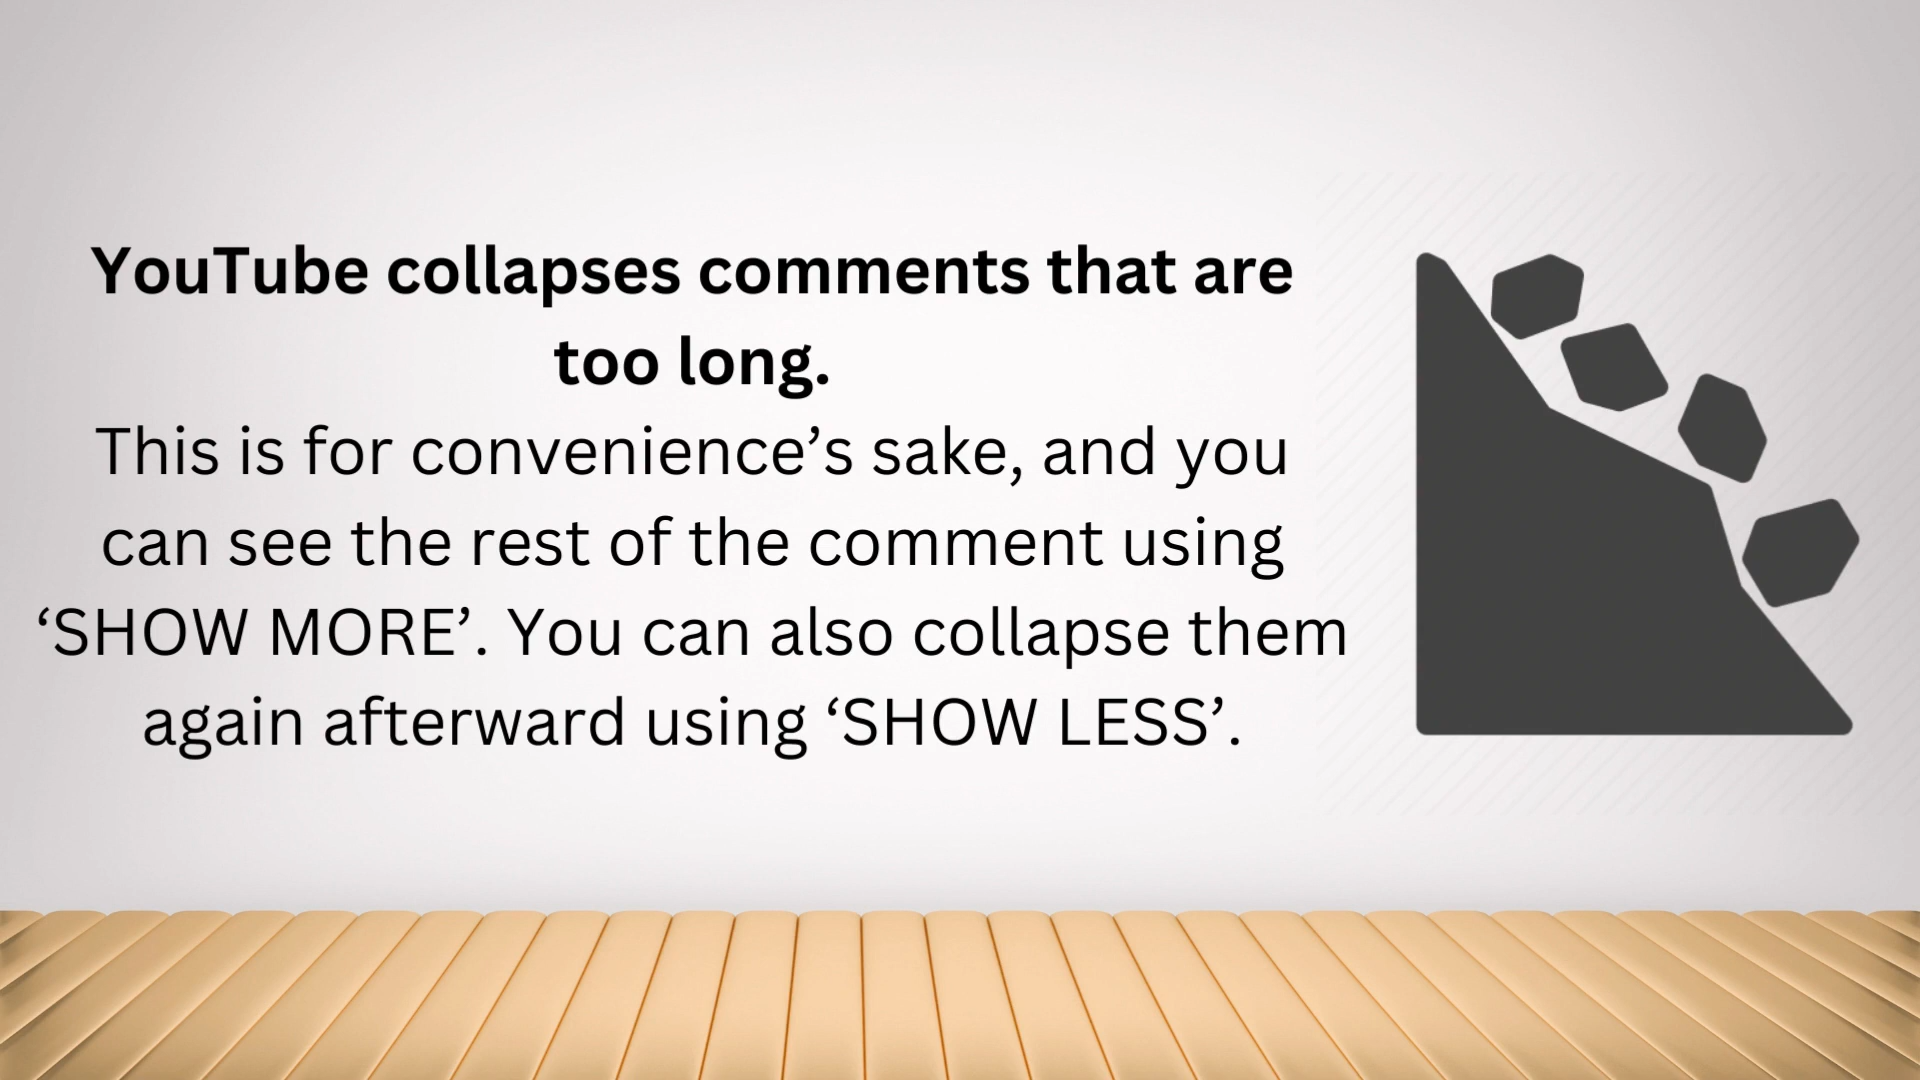 YouTube collapses comments that are
too long.
This is for convenience’s sake, and you
can see the rest of the comment using
‘SHOW MORE’. You can also collapse them
again afterward using ‘SHOW LESS’.